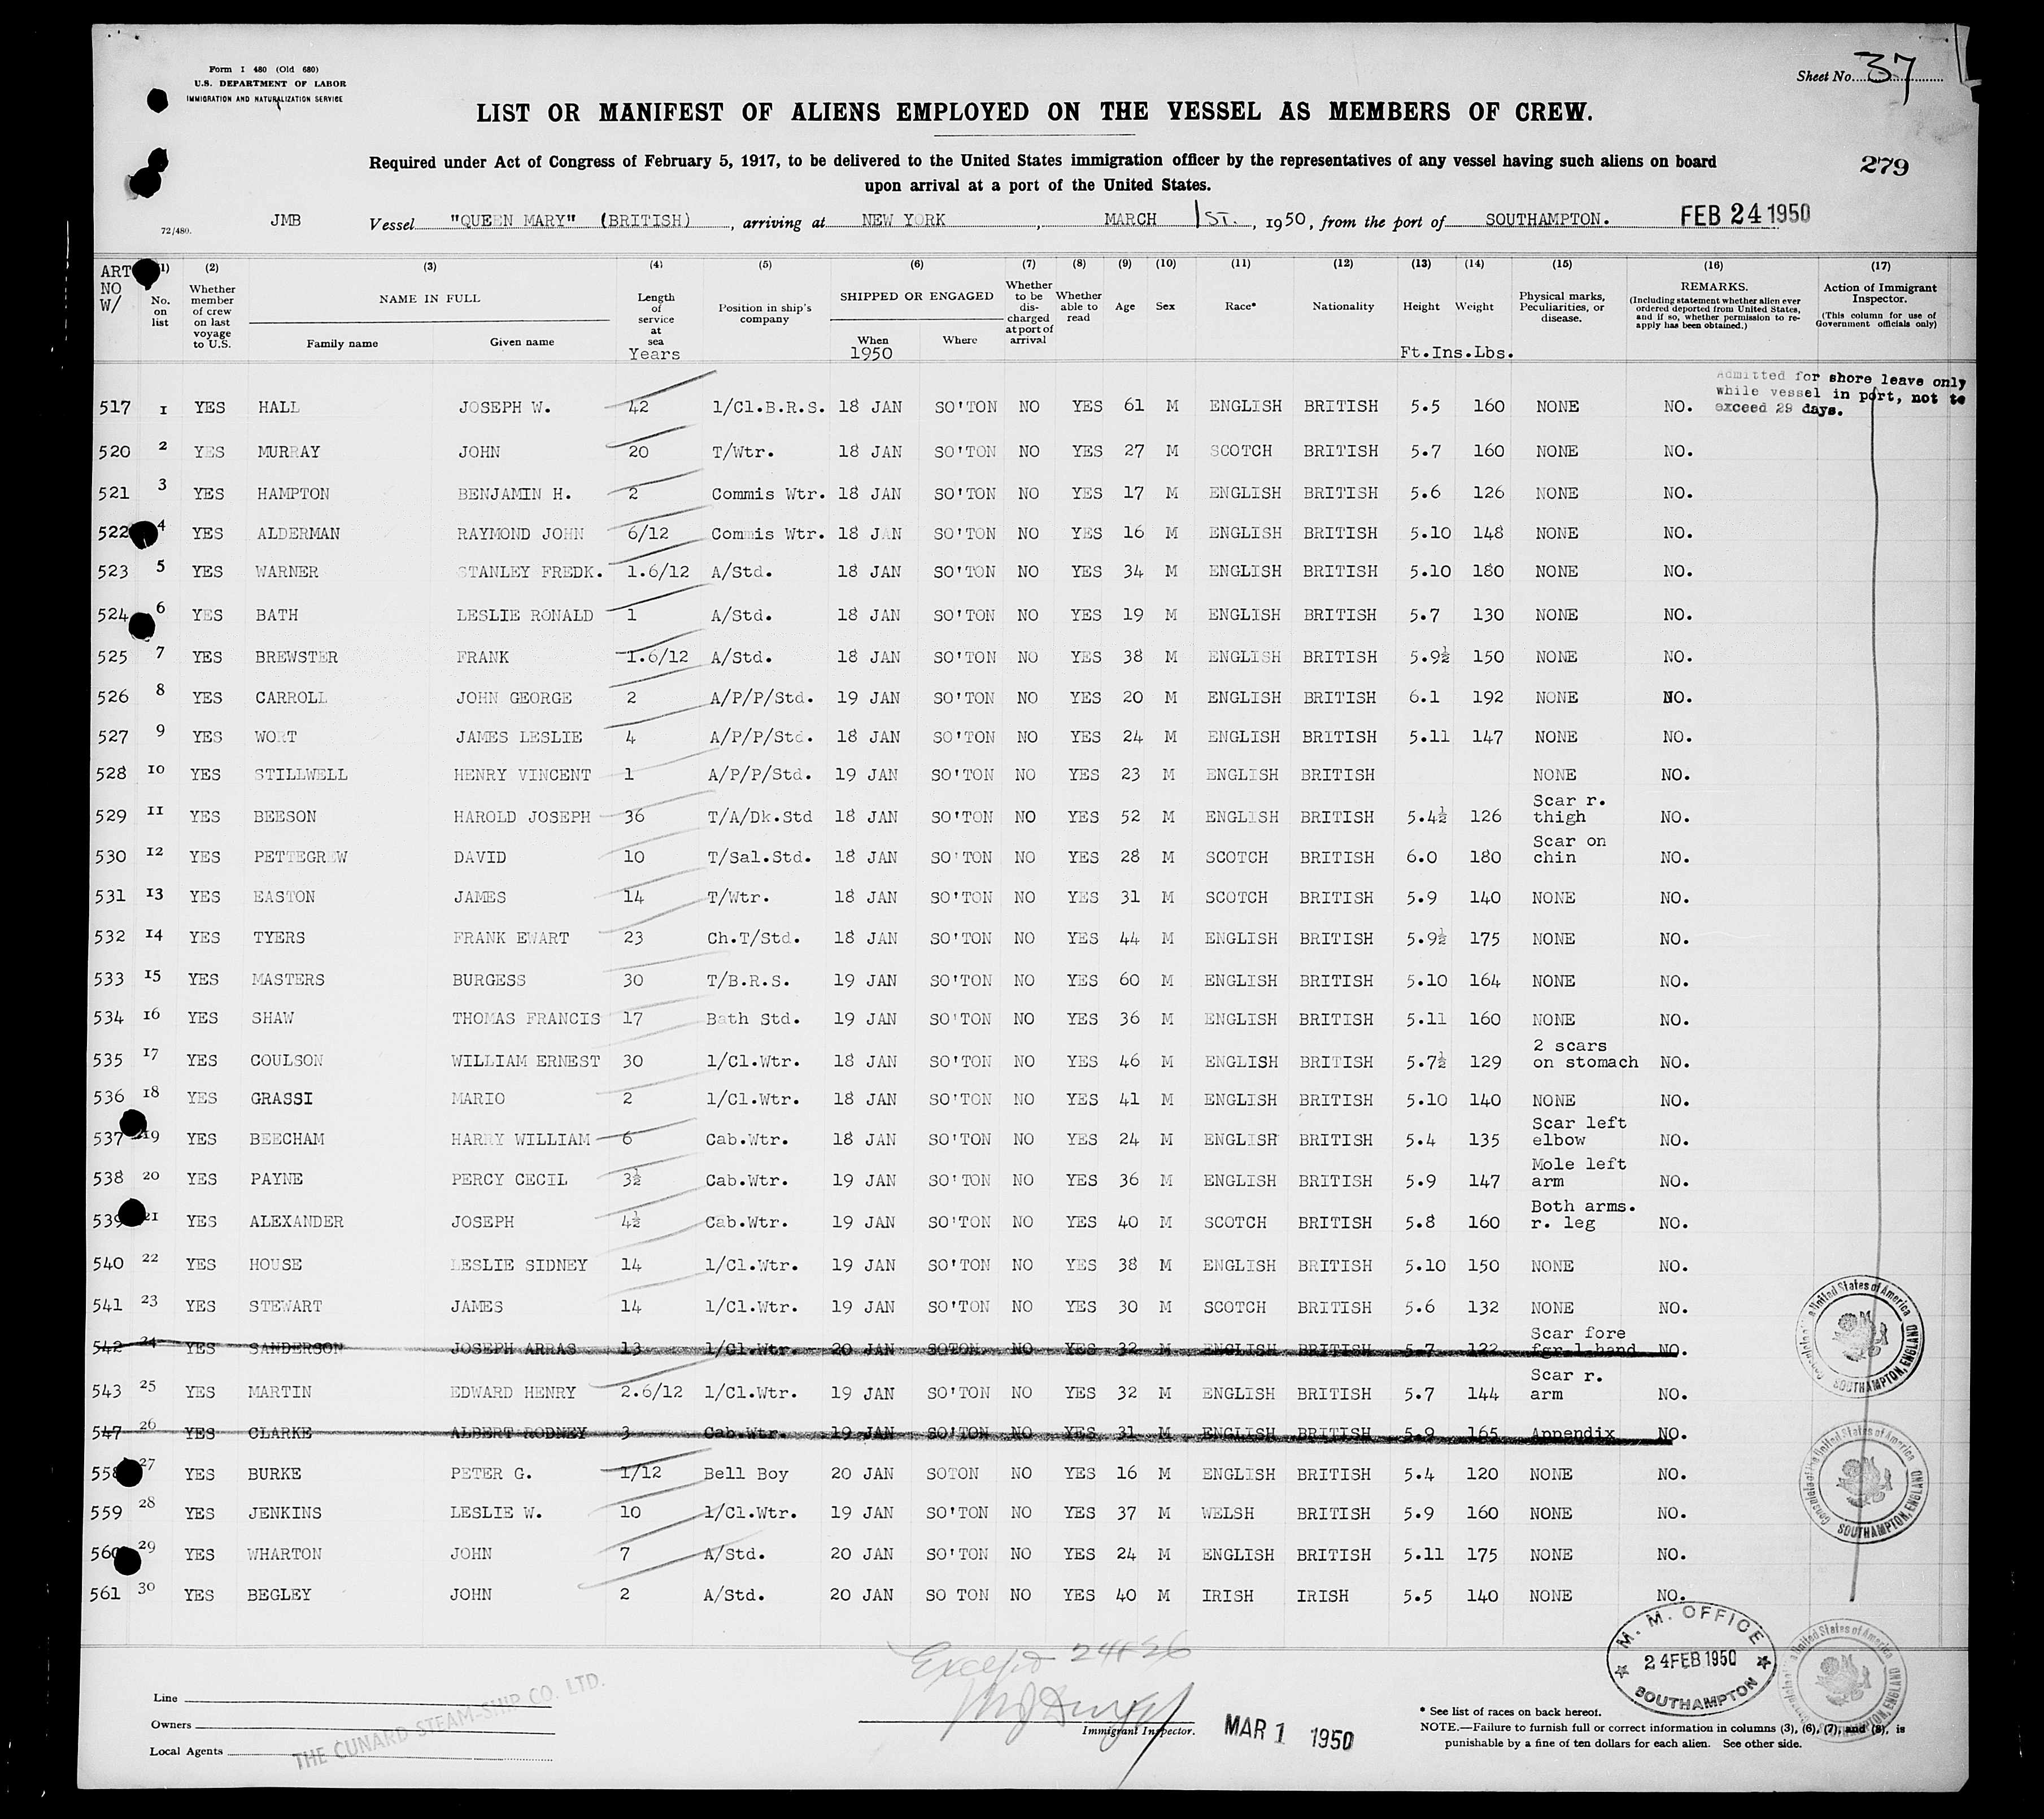 Form I 480 (Old 680)
U.S. DEPARTMENT OF LABOR
IMMIGRATION AND NATURALIZATION SERVICE
Sheet No. 37
LIST OR MANIFEST OF ALIENS EMPLOYED ON THE VESSEL AS MEMBERS OF CREW.
Required under Act of Congress of February 5, 1917, to be delivered to the United States immigration officer by the representatives of any vessel having such aliens on board
upon arrival at a port of the United States.
279
72/480. JMB Vessel "QUEEN MARY" (BRITISH), arriving at NEW YORK, MARCH 1ST., 1950, from the port of SOUTHAMPTON. FEB 24 1950
ART NO W/ (1) No. on list (2) Whether member of crew on last voyage to U.S. (3) NAME IN FULL Family name Given name (4) Length of service at sea Years (5) Position in ship's company (6) SHIPPED OR ENGAGED When 1950 Where (7) Whether to be discharged at port of arrival (8) Whether able to read (9) Age (10) Sex (11) Race* (12) Nationality (13) Height (14) Weight Ft.Ins.Lbs. (15) Physical marks, Peculiarities, or disease. (16) REMARKS. (Including statement whether alien ever ordered deported from United States, and if so, whether permission to re-apply has been obtained.) (17) Action of Immigrant Inspector. (This column for use of Government officials only)
Admitted for shore leave only
while vessel in port, not to
exceed 29 days.
517 1 YES HALL JOSEPH W. 42 1/Cl.B.R.S. 18 JAN SO'TON NO YES 61 M ENGLISH BRITISH 5.5 160 NONE NO.
520 2 YES MURRAY JOHN 20 T/Wtr. 18 JAN SO'TON NO YES 27 M SCOTCH BRITISH 5.7 160 NONE NO.
521 3 YES HAMPTON BENJAMIN H. 2 Commis Wtr. 18 JAN SO'TON NO YES 17 M ENGLISH BRITISH 5.6 126 NONE NO.
522 4 YES ALDERMAN RAYMOND JOHN 6/12 Commis Wtr. 18 JAN SO'TON NO YES 16 M ENGLISH BRITISH 5.10 148 NONE NO.
523 5 YES WARNER STANLEY FREDK. 1.6/12 A/Std. 18 JAN SO'TON NO YES 34 M ENGLISH BRITISH 5.10 180 NONE NO.
524 6 YES BATH LESLIE RONALD 1 A/Std. 18 JAN SO'TON NO YES 19 M ENGLISH BRITISH 5.7 130 NONE NO.
525 7 YES BREWSTER FRANK 1.6/12 A/Std. 18 JAN SO'TON NO YES 38 M ENGLISH BRITISH 5.9½ 150 NONE NO.
526 8 YES CARROLL JOHN GEORGE 2 A/P/P/Std. 19 JAN SO'TON NO YES 20 M ENGLISH BRITISH 6.1 192 NONE NO.
527 9 YES WORT JAMES LESLIE 4 A/P/P/Std. 18 JAN SO'TON NO YES 24 M ENGLISH BRITISH 5.11 147 NONE NO.
528 10 YES STILLWELL HENRY VINCENT 1 A/P/P/Std. 19 JAN SO'TON NO YES 23 M ENGLISH BRITISH NONE NO.
529 11 YES BEESON HAROLD JOSEPH 36 T/A/Dk.Std 18 JAN SO'TON NO YES 52 M ENGLISH BRITISH 5.4½ 126 Scar r. thigh NO.
530 12 YES PETTEGREW DAVID 10 T/Sal.Std. 18 JAN SO'TON NO YES 28 M SCOTCH BRITISH 6.0 180 Scar on chin NO.
531 13 YES EASTON JAMES 14 T/Wtr. 18 JAN SO'TON NO YES 31 M SCOTCH BRITISH 5.9 140 NONE NO.
532 14 YES TYERS FRANK EWART 23 Ch.T/Std. 18 JAN SO'TON NO YES 44 M ENGLISH BRITISH 5.9½ 175 NONE NO.
533 15 YES MASTERS BURGESS 30 T/B.R.S. 19 JAN SO'TON NO YES 60 M ENGLISH BRITISH 5.10 164 NONE NO.
534 16 YES SHAW THOMAS FRANCIS 17 Bath Std. 19 JAN SO'TON NO YES 36 M ENGLISH BRITISH 5.11 160 NONE NO.
535 17 YES COULSON WILLIAM ERNEST 30 1/Cl.Wtr. 18 JAN SO'TON NO YES 46 M ENGLISH BRITISH 5.7½ 129 2 scars on stomach NO.
536 18 YES GRASSI MARIO 2 1/Cl.Wtr. 18 JAN SO'TON NO YES 41 M ENGLISH BRITISH 5.10 140 NONE NO.
537 19 YES BEECHAM HARRY WILLIAM 6 Cab.Wtr. 18 JAN SO'TON NO YES 24 M ENGLISH BRITISH 5.4 135 Scar left elbow NO.
538 20 YES PAYNE PERCY CECIL 3½ Cab.Wtr. 19 JAN SO'TON NO YES 36 M ENGLISH BRITISH 5.9 147 Mole left arm NO.
539 21 YES ALEXANDER JOSEPH 4½ Cab.Wtr. 19 JAN SO'TON NO YES 40 M SCOTCH BRITISH 5.8 160 Both arms. r. leg NO.
540 22 YES HOUSE LESLIE SIDNEY 14 1/Cl.Wtr. 19 JAN SO'TON NO YES 38 M ENGLISH BRITISH 5.10 150 NONE NO.
541 23 YES STEWART JAMES 14 1/Cl.Wtr. 19 JAN SO'TON NO YES 30 M SCOTCH BRITISH 5.6 132 NONE NO.
542 24 YES SANDERSON JOSEPH ARRAS 13 1/Cl.Wtr. 20 JAN SOTON NO YES 32 M ENGLISH BRITISH 5.7 122 Scar fore fgr.l.hand NO.
543 25 YES MARTIN EDWARD HENRY 2.6/12 1/Cl.Wtr. 19 JAN SO'TON NO YES 32 M ENGLISH BRITISH 5.7 144 Scar r. arm NO.
547 26 YES CLARKE ALBERT RODNEY 3 Cab.Wtr. 19 JAN SO'TON NO YES 31 M ENGLISH BRITISH 5.9 165 Appendix NO.
558 27 YES BURKE PETER G. 1/12 Bell Boy 20 JAN SOTON NO YES 16 M ENGLISH BRITISH 5.4 120 NONE NO.
559 28 YES JENKINS LESLIE W. 10 1/Cl.Wtr. 19 JAN SO'TON NO YES 37 M WELSH BRITISH 5.9 160 NONE NO.
560 29 YES WHARTON JOHN 7 A/Std. 20 JAN SO'TON NO YES 24 M ENGLISH BRITISH 5.11 175 NONE NO.
561 30 YES BEGLEY JOHN 2 A/Std. 20 JAN SO TON NO YES 40 M IRISH IRISH 5.5 140 NONE NO.
Consulate of the United States of America SOUTHAMPTON, ENGLAND
Consulate of the United States of America SOUTHAMPTON, ENGLAND
Consulate of the United States of America SOUTHAMPTON, ENGLAND
M. M. OFFICE
24 FEB 1950
SOUTHAMPTON
Except 24+26
Line
Owners
Local Agents
THE CUNARD STEAM-SHIP CO. LTD.
Immigrant Inspector.
MAR 1 1950
* See list of races on back hereof.
NOTE.—Failure to furnish full or correct information in columns (3), (6), (7), and (8), is
punishable by a fine of ten dollars for each alien. See other side.